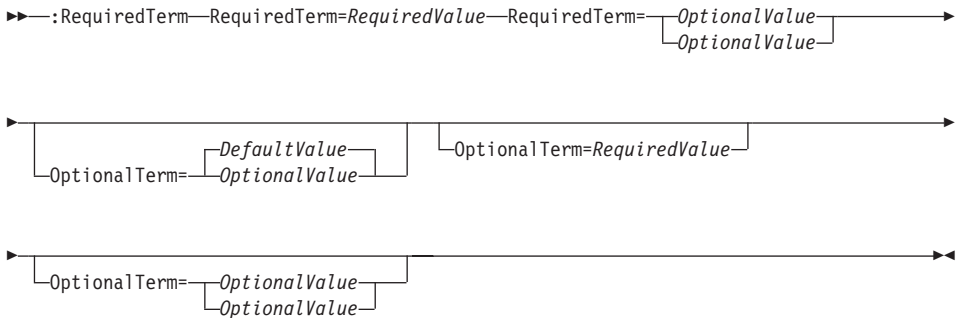 :RequiredTerm RequiredTerm=RequiredValue RequiredTerm= OptionalValue
OptionalValue
DefaultValue
OptionalTerm= OptionalValue
OptionalTerm=RequiredValue
OptionalTerm= OptionalValue
OptionalValue